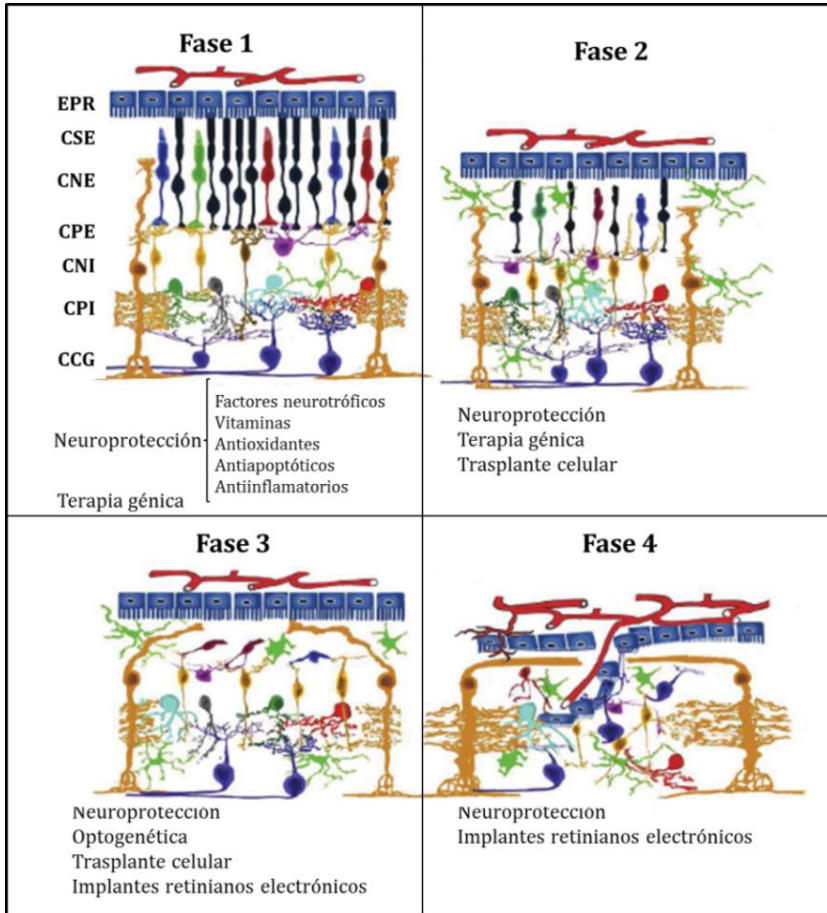 Fase 1
EPR
CSE
CNE
CPE
CNI
CPI
CCG
Neuroprotección
Factores neurotróficos
Vitaminas
Antioxidantes
Antiapoptóticos
Antiinflamatorios
Terapia génica
Fase 2
Neuroprotección
Terapia génica
Trasplante celular
Fase 3
Neuroprotección
Optogenética
Trasplante celular
Implantes retinianos electrónicos
Fase 4
Neuroprotección
Implantes retinianos electrónicos